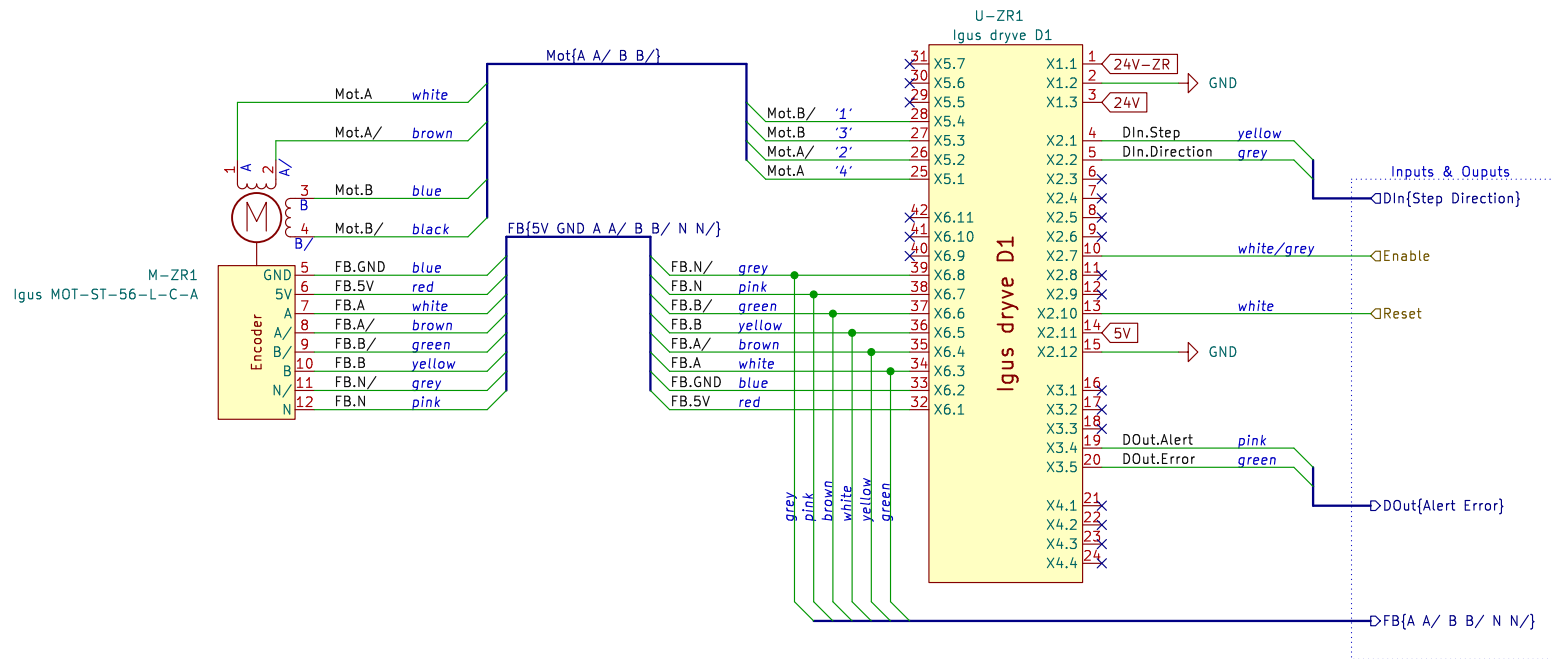 U-ZR1
Igus dryve D1
Mot{A A/ B B/}
Mot.A white
Mot.A/ brown
1 A 2 A/
M
3 B Mot.B blue
4 B/ Mot.B/ black
M-ZR1
Igus MOT-ST-56-L-C-A
Encoder
GND 5 FB.GND blue
5V 6 FB.5V red
A 7 FB.A white
A/ 8 FB.A/ brown
B/ 9 FB.B/ green
B 10 FB.B yellow
N/ 11 FB.N/ grey
N 12 FB.N pink
FB{5V GND A A/ B B/ N N/}
31 X5.7
30 X5.6
29 X5.5
Mot.B/ '1' 28 X5.4
Mot.B '3' 27 X5.3
Mot.A/ '2' 26 X5.2
Mot.A '4' 25 X5.1
42 X6.11
41 X6.10
40 X6.9
FB.N/ grey 39 X6.8
FB.N pink 38 X6.7
FB.B/ green 37 X6.6
FB.B yellow 36 X6.5
FB.A/ brown 35 X6.4
FB.A white 34 X6.3
FB.GND blue 33 X6.2
FB.5V red 32 X6.1
grey
pink
brown
white
yellow
green
Igus dryve D1
X1.1 1 24V-ZR
X1.2 2 GND
X1.3 3 24V
X2.1 4 DIn.Step yellow
X2.2 5 DIn.Direction grey
X2.3 6
X2.4 7
X2.5 8
X2.6 9
X2.7 10 white/grey
X2.8 11
X2.9 12
X2.10 13 white
X2.11 14 5V
X2.12 15 GND
X3.1 16
X3.2 17
X3.3 18
X3.4 19 DOut.Alert pink
X3.5 20 DOut.Error green
X4.1 21
X4.2 22
X4.3 23
X4.4 24
Inputs & Ouputs
DIn{Step Direction}
Enable
Reset
DOut{Alert Error}
FB{A A/ B B/ N N/}